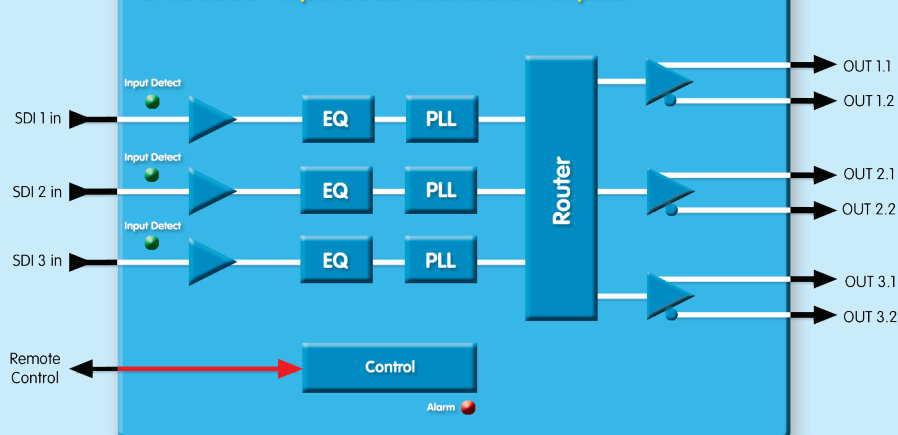 Input Detect
SDI 1 in
EQ
PLL
OUT 1.1
OUT 1.2
Input Detect
SDI 2 in
EQ
PLL
Router
OUT 2.1
OUT 2.2
Input Detect
SDI 3 in
EQ
PLL
OUT 3.1
OUT 3.2
Remote
Control
Control
Alarm